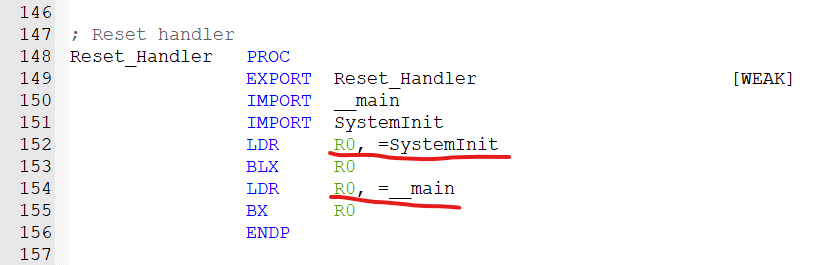 146
147 ; Reset handler
148 Reset_Handler PROC
149 EXPORT Reset_Handler [WEAK]
150 IMPORT __main
151 IMPORT SystemInit
152 LDR R0, =SystemInit
153 BLX R0
154 LDR R0, =__main
155 BX R0
156 ENDP
157